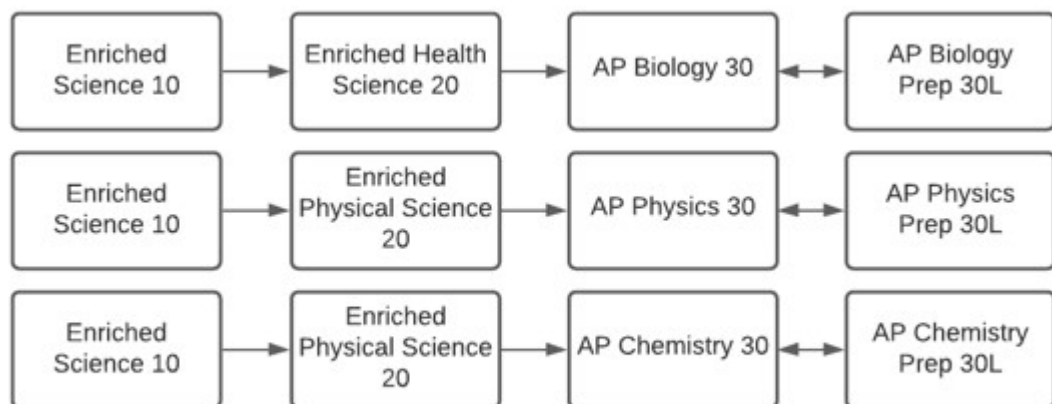 Enriched
Science 10
Enriched Health
Science 20
AP Biology 30
AP Biology
Prep 30L
Enriched
Science 10
Enriched
Physical Science
20
AP Physics 30
AP Physics
Prep 30L
Enriched
Science 10
Enriched
Physical Science
20
AP Chemistry 30
AP Chemistry
Prep 30L